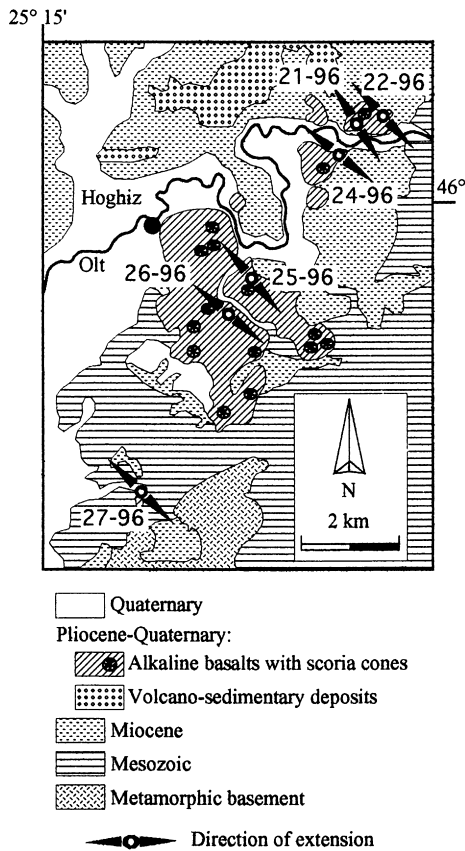 25° 15'
21-96 22-96
46°
24-96
Hoghiz
Olt
26-96 25-96
27-96
N
2 km
Quaternary
Pliocene-Quaternary:
Alkaline basalts with scoria cones
Volcano-sedimentary deposits
Miocene
Mesozoic
Metamorphic basement
Direction of extension